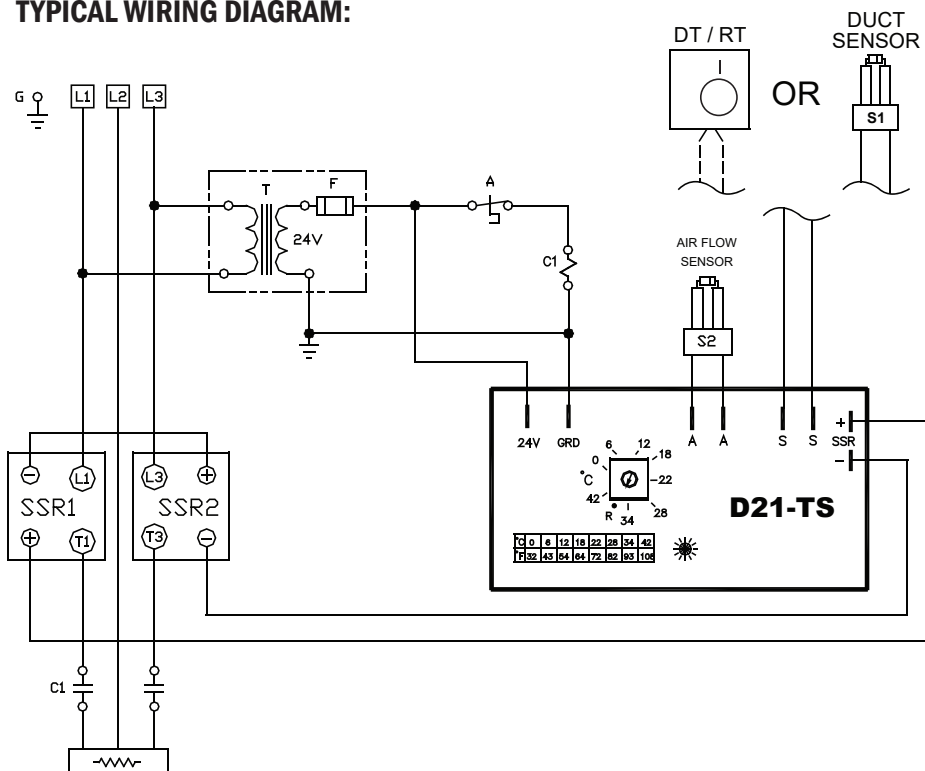 TYPICAL WIRING DIAGRAM:
DT / RT
OR
DUCT
SENSOR
S1
G
L1
L2
L3
T
F
24V
A
C1
AIR FLOW
SENSOR
S2
24V
GRD
A
A
S
S
+
SSR
-
6
12
18
0
°C
22
42
R
34
28
D21-TS
°C 0 6 12 18 22 28 34 42
°F 32 43 54 64 72 82 93 108
- L1
SSR1
+ T1
L3 +
SSR2
T3 -
C1